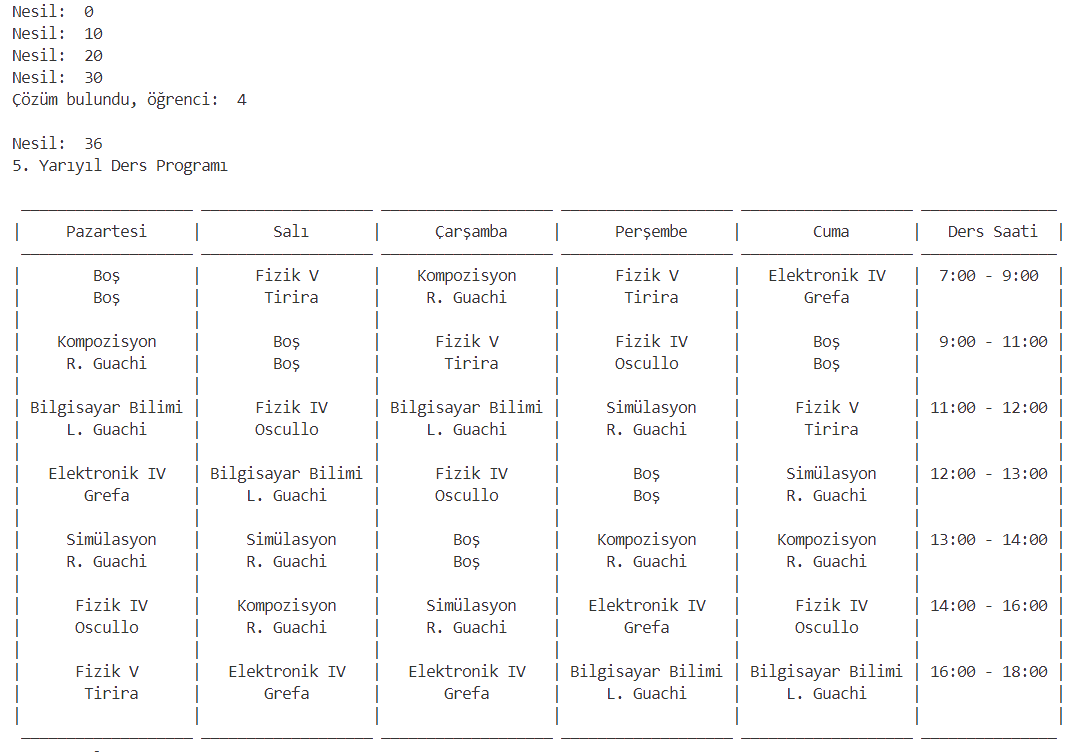 Nesil: 0
Nesil: 10
Nesil: 20
Nesil: 30
Çözüm bulundu, öğrenci: 4
Nesil: 36
5. Yarıyıl Ders Programı
Pazartesi Salı Çarşamba Perşembe Cuma Ders Saati
Boş Fizik V Kompozisyon Fizik V Elektronik IV 7:00 - 9:00
Boş Tirira R. Guachi Tirira Grefa
Kompozisyon Boş Fizik V Fizik IV Boş 9:00 - 11:00
R. Guachi Boş Tirira Oscullo Boş
Bilgisayar Bilimi Fizik IV Bilgisayar Bilimi Simülasyon Fizik V 11:00 - 12:00
L. Guachi Oscullo L. Guachi R. Guachi Tirira
Elektronik IV Bilgisayar Bilimi Fizik IV Boş Simülasyon 12:00 - 13:00
Grefa L. Guachi Oscullo Boş R. Guachi
Simülasyon Simülasyon Boş Kompozisyon Kompozisyon 13:00 - 14:00
R. Guachi R. Guachi Boş R. Guachi R. Guachi
Fizik IV Kompozisyon Simülasyon Elektronik IV Fizik IV 14:00 - 16:00
Oscullo R. Guachi R. Guachi Grefa Oscullo
Fizik V Elektronik IV Elektronik IV Bilgisayar Bilimi Bilgisayar Bilimi 16:00 - 18:00
Tirira Grefa Grefa L. Guachi L. Guachi